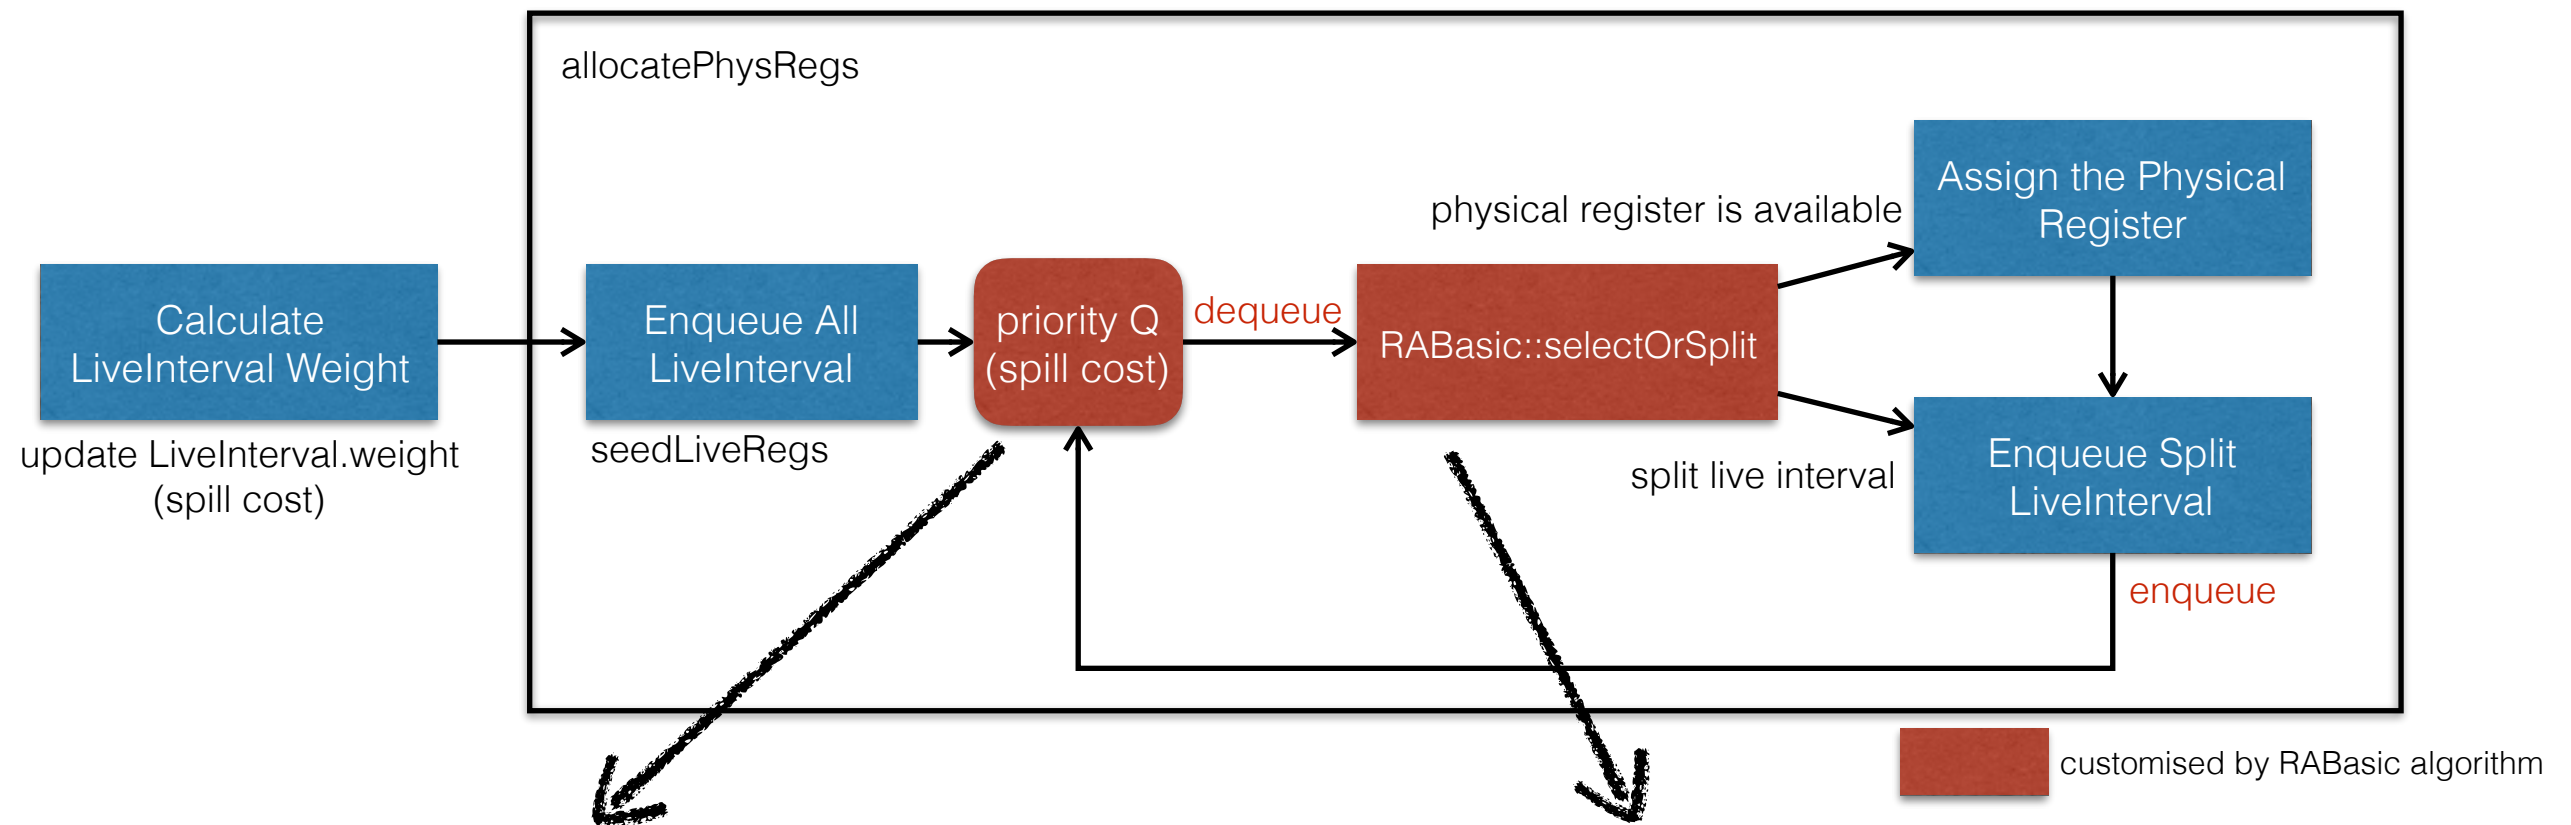 allocatePhysRegs
Calculate
LiveInterval Weight
update LiveInterval.weight
(spill cost)
Enqueue All
LiveInterval
seedLiveRegs
priority Q
(spill cost)
dequeue
RABasic::selectOrSplit
physical register is available
Assign the Physical
Register
split live interval
Enqueue Split
LiveInterval
enqueue
customised by RABasic algorithm